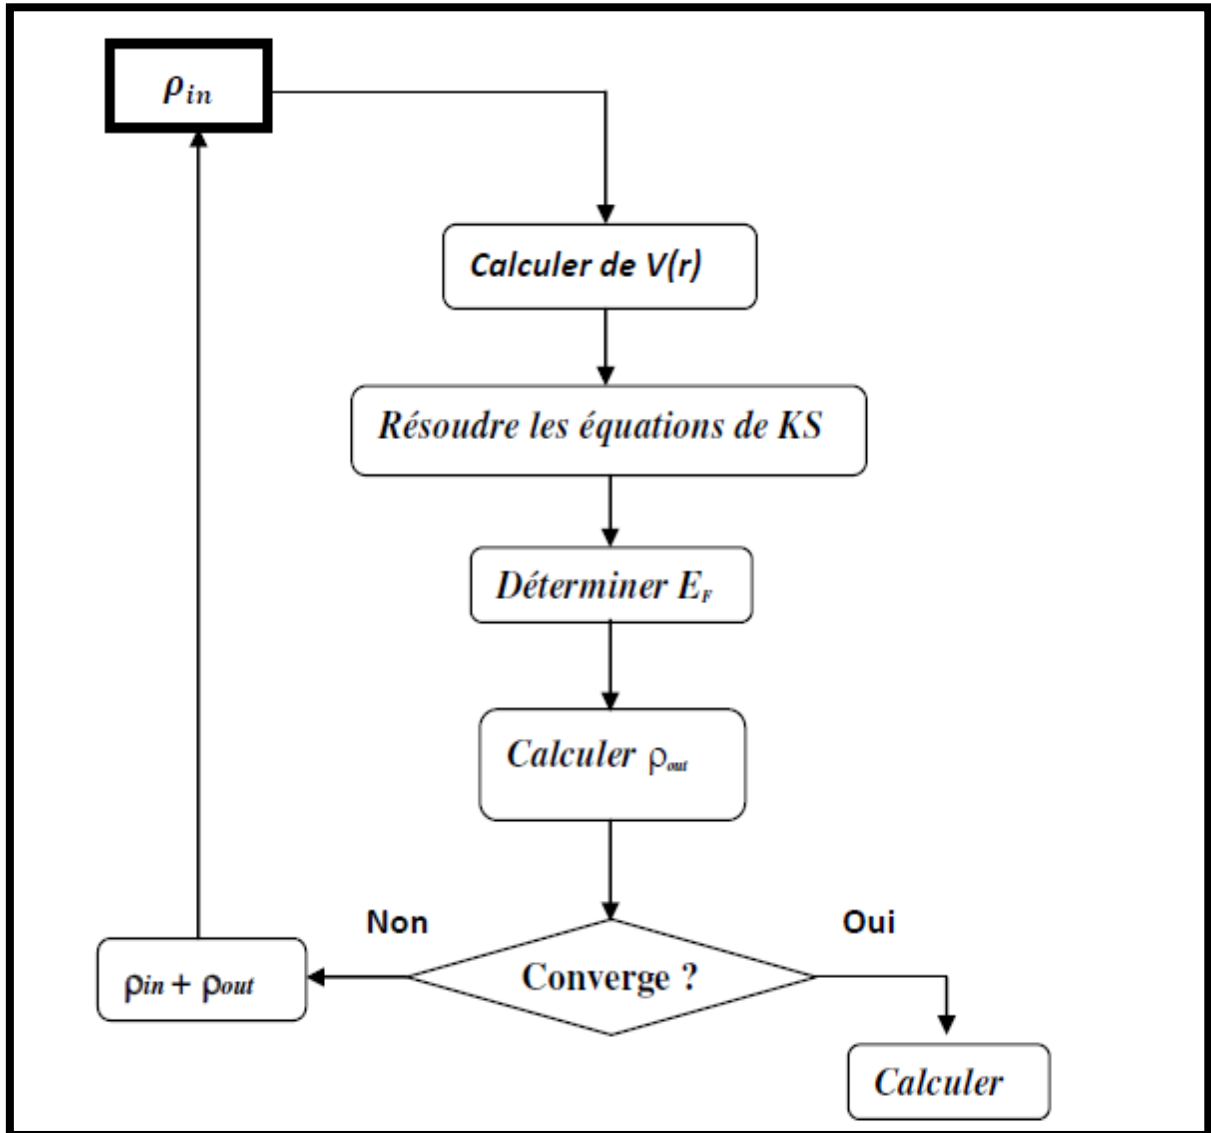 ρin
Calculer de V(r)
Résoudre les équations de KS
Déterminer EF
Calculer ρout
Non
Oui
Converge ?
ρin + ρout
Calculer